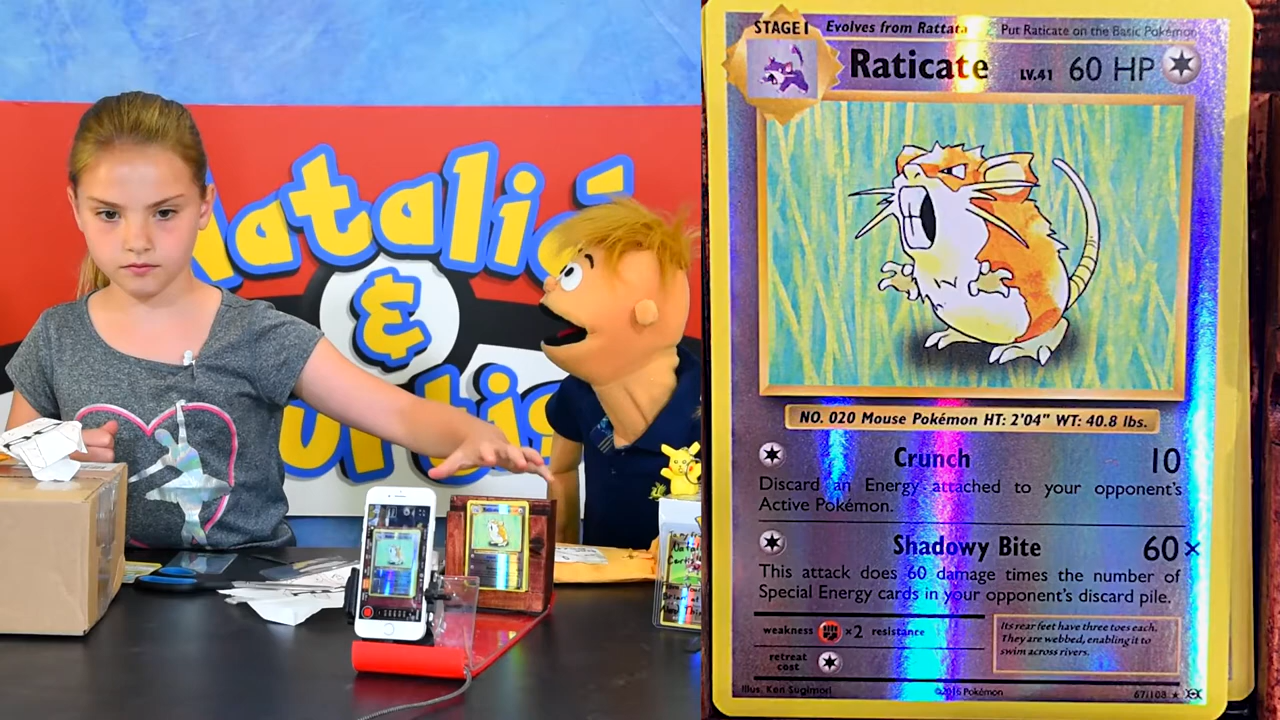 Natalie
&
STAGE 1 Evolves from Rattata Put Raticate on the Basic Pokémon
Raticate LV.41 60 HP
NO. 020 Mouse Pokémon HT: 2'04" WT: 40.8 lbs.
Crunch 10
Discard an Energy attached to your opponent's
Active Pokémon.
Shadowy Bite 60×
This attack does 60 damage times the number of
Special Energy cards in your opponent's discard pile.
weakness ×2 resistance
retreat
cost
Its rear feet have three toes each.
They are webbed, enabling it to
swim across rivers.
Illus. Ken Sugimori ©2016 Pokémon 67/108